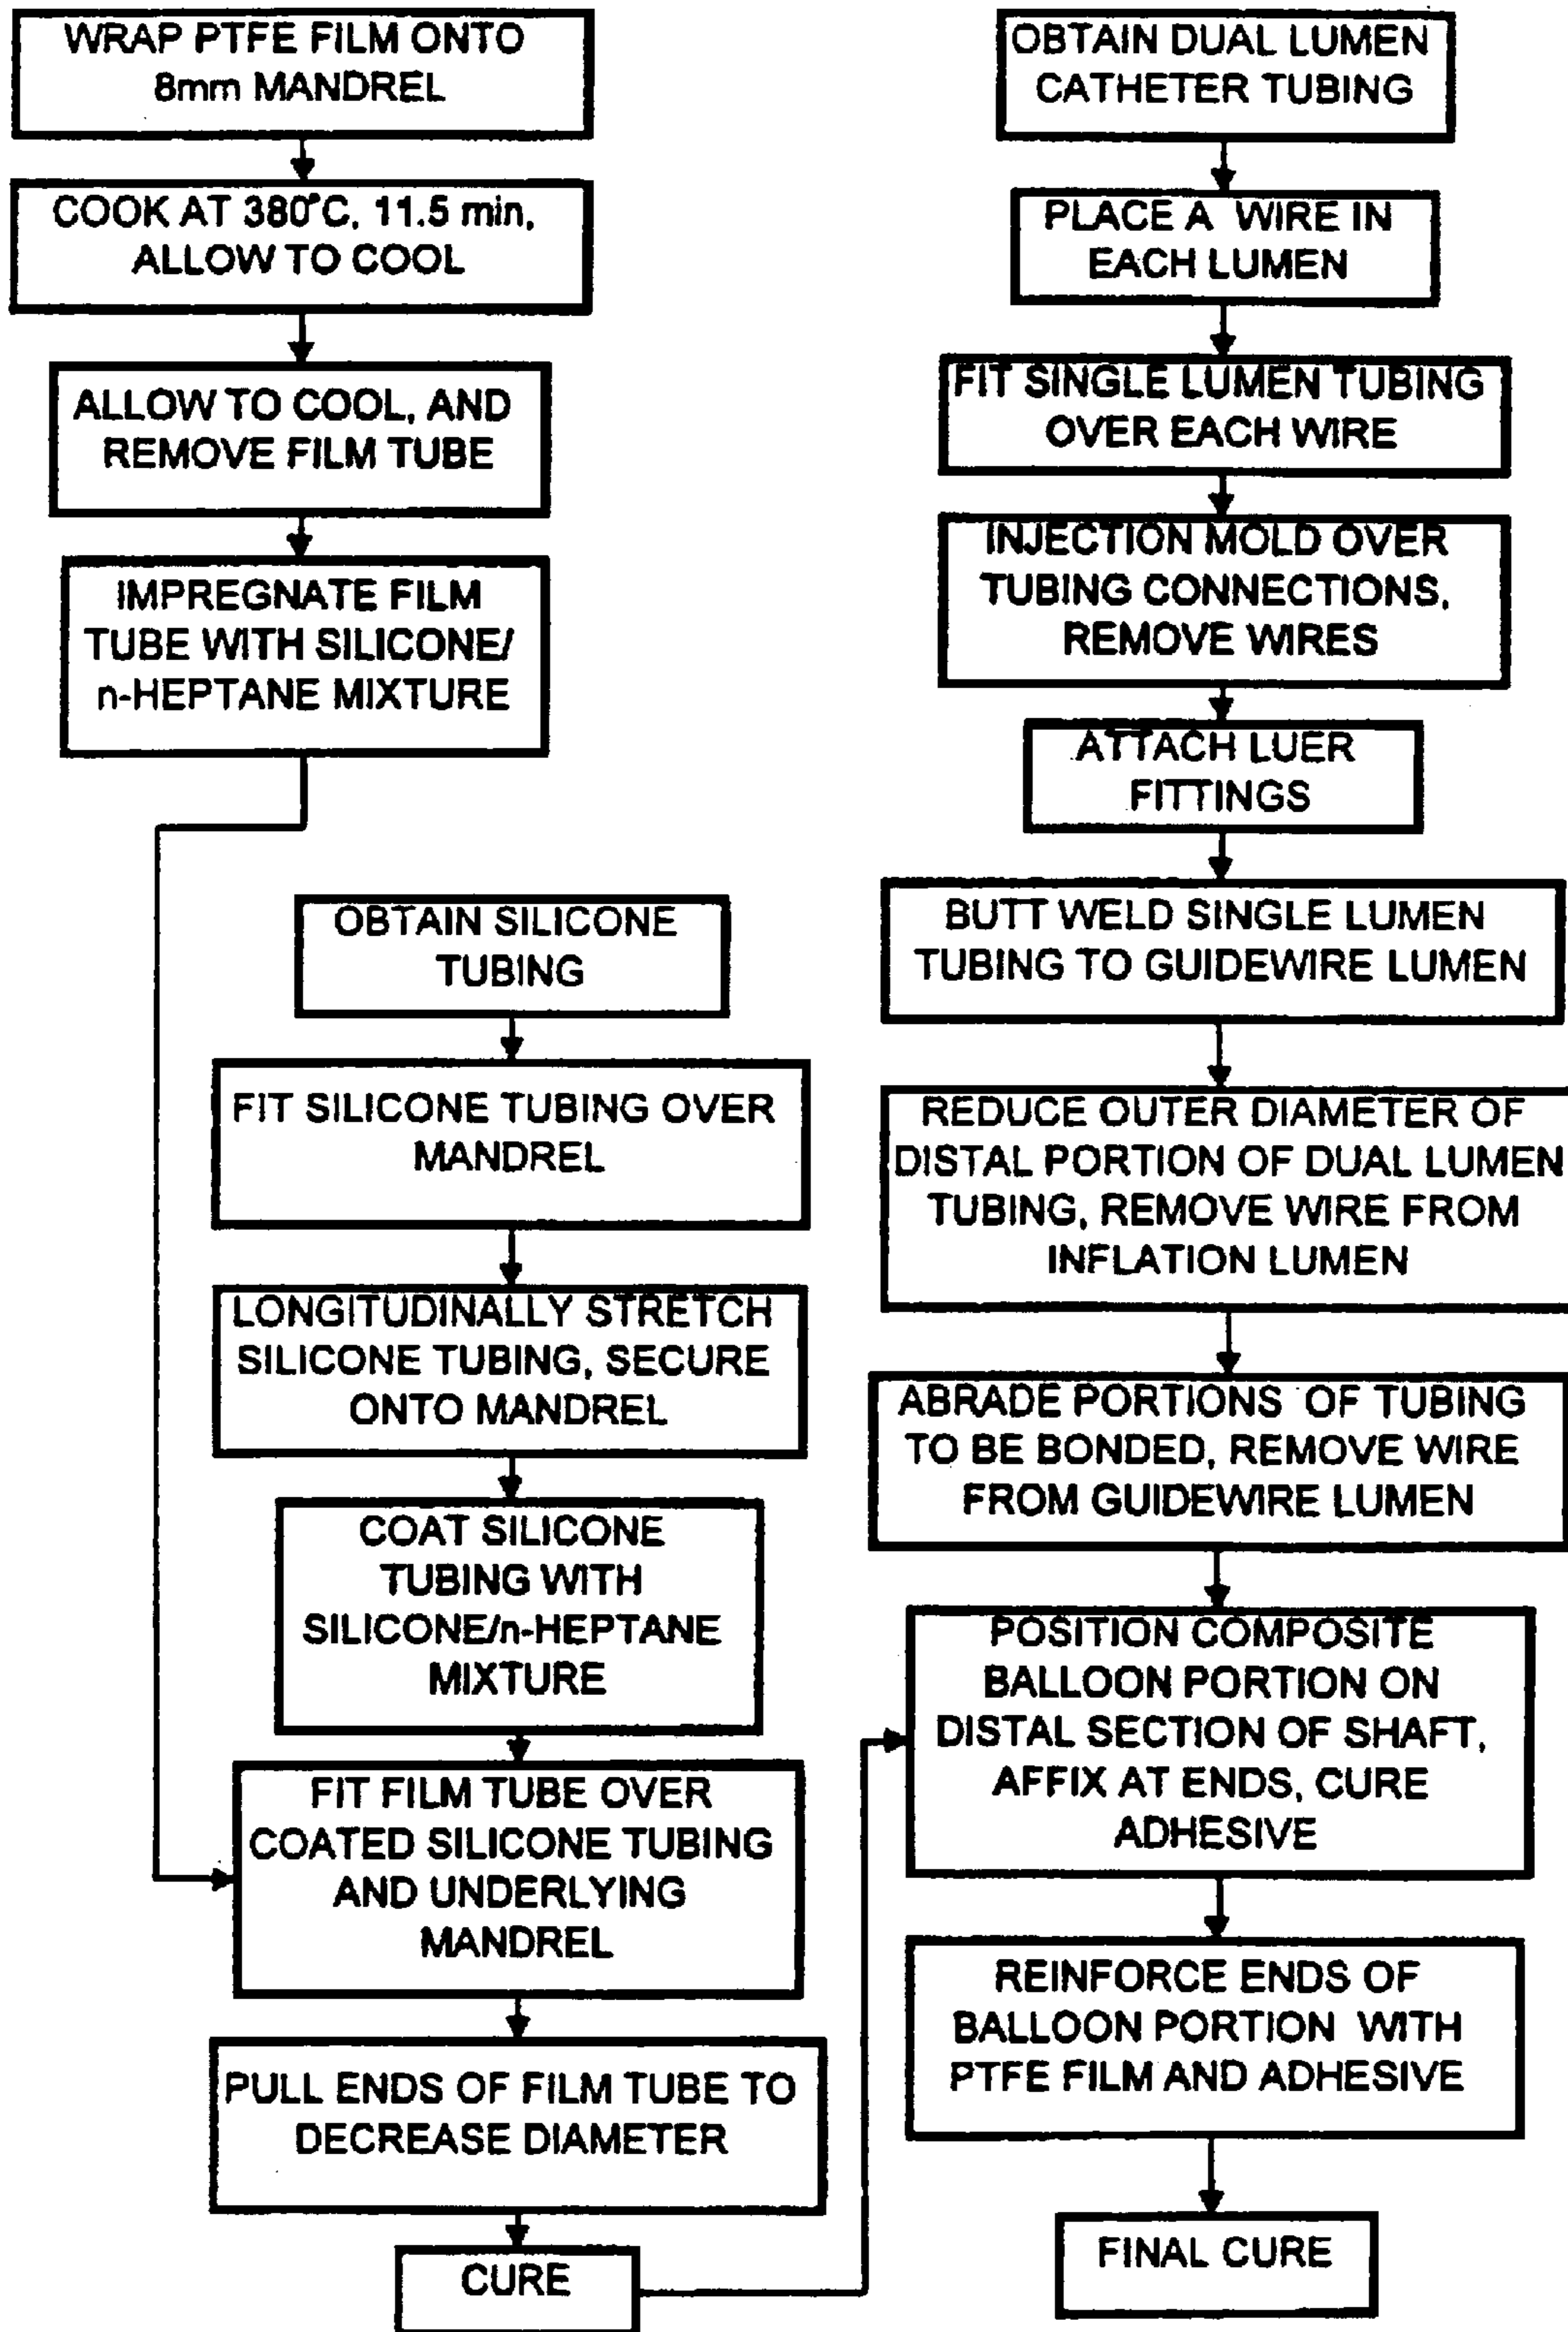 WRAP PTFE FILM ONTO
8mm MANDREL
COOK AT 380°C, 11.5 min,
ALLOW TO COOL
ALLOW TO COOL, AND
REMOVE FILM TUBE
IMPREGNATE FILM
TUBE WITH SILICONE/
n-HEPTANE MIXTURE
OBTAIN SILICONE
TUBING
FIT SILICONE TUBING OVER
MANDREL
LONGITUDINALLY STRETCH
SILICONE TUBING, SECURE
ONTO MANDREL
COAT SILICONE
TUBING WITH
SILICONE/n-HEPTANE
MIXTURE
FIT FILM TUBE OVER
COATED SILICONE TUBING
AND UNDERLYING
MANDREL
PULL ENDS OF FILM TUBE TO
DECREASE DIAMETER
CURE
OBTAIN DUAL LUMEN
CATHETER TUBING
PLACE A WIRE IN
EACH LUMEN
FIT SINGLE LUMEN TUBING
OVER EACH WIRE
INJECTION MOLD OVER
TUBING CONNECTIONS,
REMOVE WIRES
ATTACH LUER
FITTINGS
BUTT WELD SINGLE LUMEN
TUBING TO GUIDEWIRE LUMEN
REDUCE OUTER DIAMETER OF
DISTAL PORTION OF DUAL LUMEN
TUBING, REMOVE WIRE FROM
INFLATION LUMEN
ABRADE PORTIONS OF TUBING
TO BE BONDED, REMOVE WIRE
FROM GUIDEWIRE LUMEN
POSITION COMPOSITE
BALLOON PORTION ON
DISTAL SECTION OF SHAFT,
AFFIX AT ENDS, CURE
ADHESIVE
REINFORCE ENDS OF
BALLOON PORTION WITH
PTFE FILM AND ADHESIVE
FINAL CURE